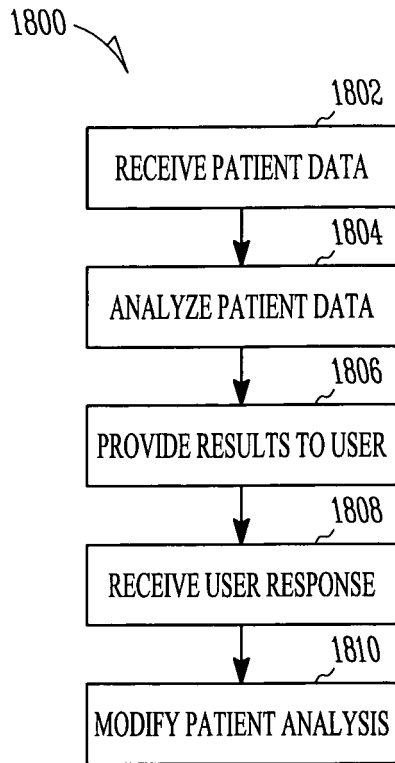 1800
1802
RECEIVE PATIENT DATA
1804
ANALYZE PATIENT DATA
1806
PROVIDE RESULTS TO USER
1808
RECEIVE USER RESPONSE
1810
MODIFY PATIENT ANALYSIS